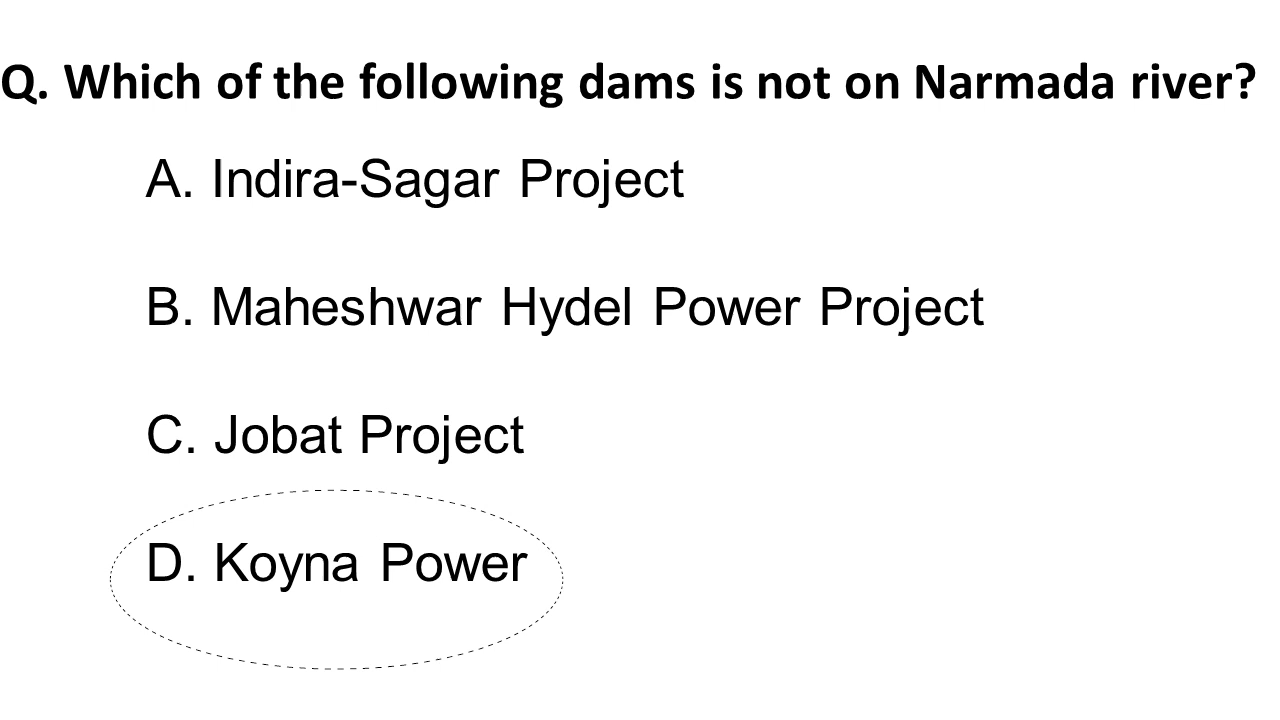 Q. Which of the following dams is not on Narmada river?
A. Indira-Sagar Project
B. Maheshwar Hydel Power Project
C. Jobat Project
D. Koyna Power